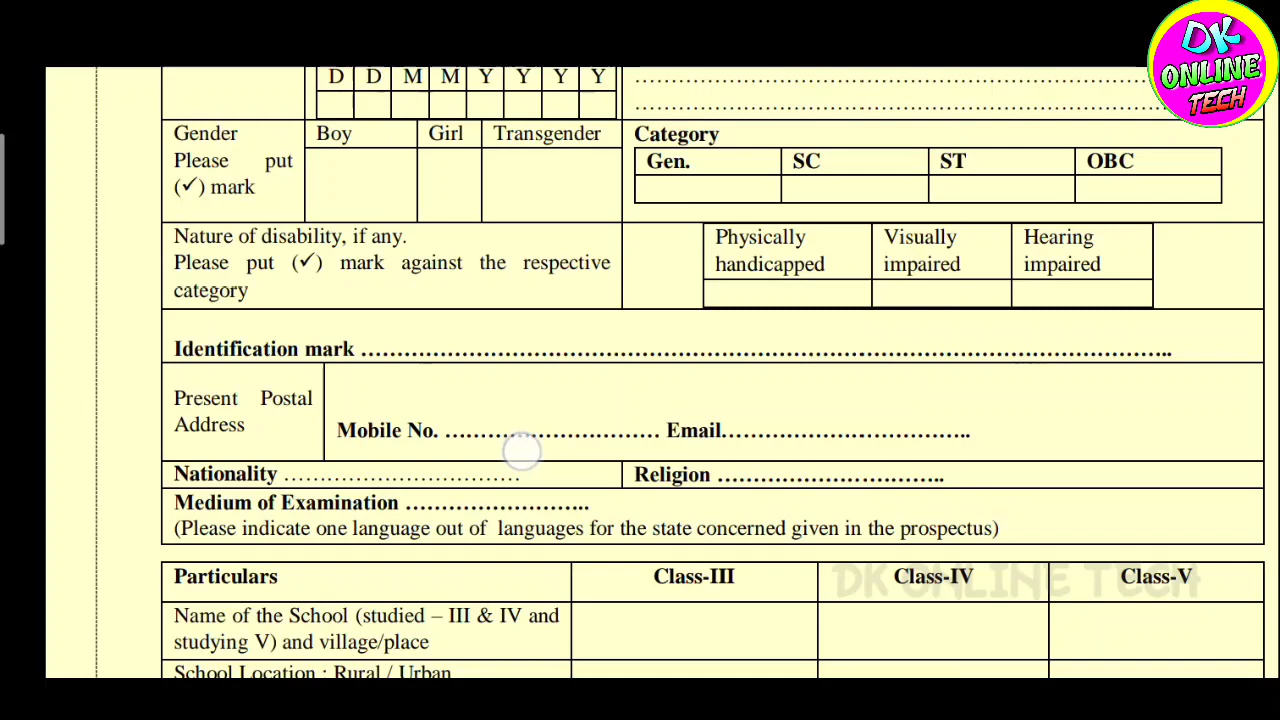 DK
ONLINE
TECH
D D M M Y Y Y Y
Gender
Please put
(✓) mark
Boy Girl Transgender
Category
Gen. SC ST OBC
Nature of disability, if any.
Please put (✓) mark against the respective
category
Physically
handicapped
Visually
impaired
Hearing
impaired
Identification mark ………………………………………………………………………………………………..
Present Postal
Address
Mobile No. ………………………… Email…………………………..
Nationality ……………………………
Religion …………………………..
Medium of Examination ……………………..
(Please indicate one language out of languages for the state concerned given in the prospectus)
Particulars Class-III Class-IV Class-V
DK ONLINE TECH
Name of the School (studied – III & IV and
studying V) and village/place
School Location : Rural / Urban